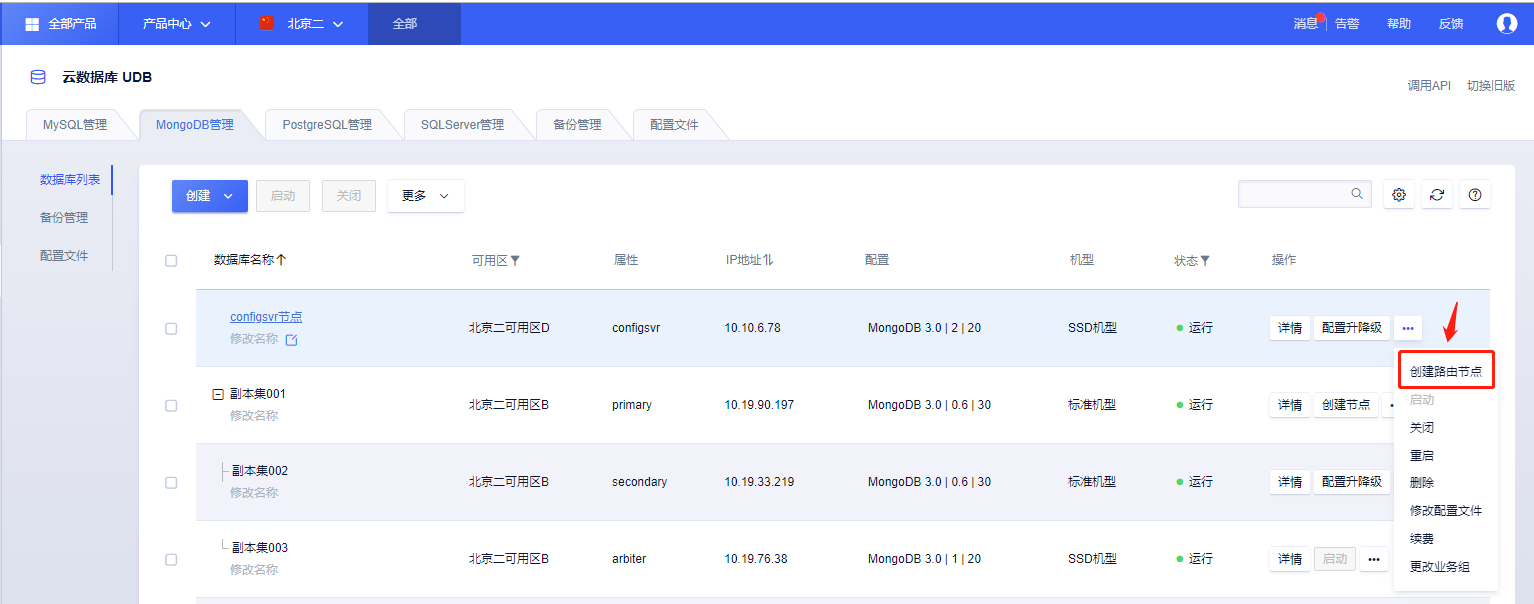 全部产品 产品中心 北京二 全部 消息 告警 帮助 反馈
云数据库 UDB
调用API 切换旧版
MySQL管理 MongoDB管理 PostgreSQL管理 SQLServer管理 备份管理 配置文件
数据库列表
备份管理
配置文件
创建 启动 关闭 更多
数据库名称 可用区 属性 IP地址 配置 机型 状态 操作
configsvr节点
修改名称
北京二可用区D configsvr 10.10.6.78 MongoDB 3.0 | 2 | 20 SSD机型 运行 详情 配置升降级 ...
副本集001
修改名称
北京二可用区B primary 10.19.90.197 MongoDB 3.0 | 0.6 | 30 标准机型 运行 详情 创建节点
副本集002
修改名称
北京二可用区B secondary 10.19.33.219 MongoDB 3.0 | 0.6 | 30 标准机型 运行 详情 配置升降级
副本集003
修改名称
北京二可用区B arbiter 10.19.76.38 MongoDB 3.0 | 1 | 20 SSD机型 运行 详情 启动 ...
创建路由节点
启动
关闭
重启
删除
修改配置文件
续费
更改业务组